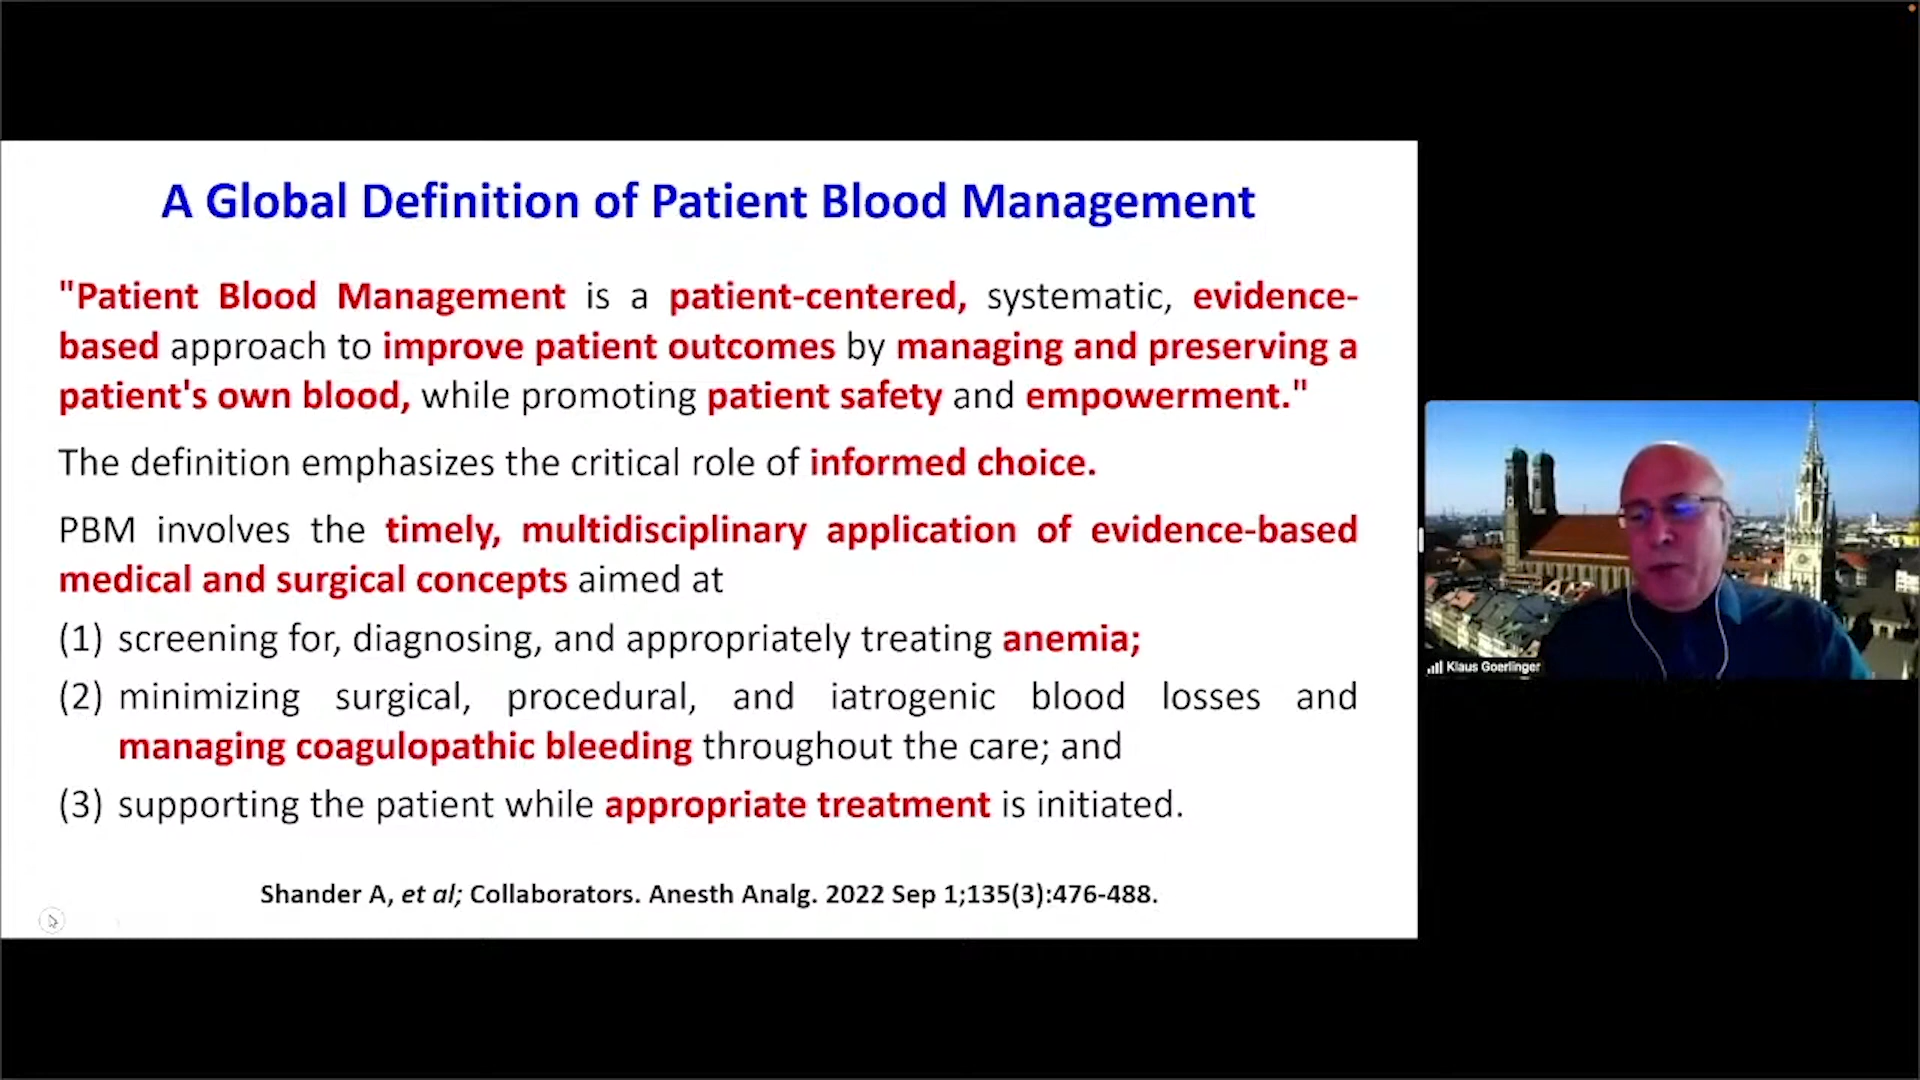 A Global Definition of Patient Blood Management
"Patient Blood Management is a patient-centered, systematic, evidence-
based approach to improve patient outcomes by managing and preserving a
patient's own blood, while promoting patient safety and empowerment."
The definition emphasizes the critical role of informed choice.
PBM involves the timely, multidisciplinary application of evidence-based
medical and surgical concepts aimed at
(1) screening for, diagnosing, and appropriately treating anemia;
(2) minimizing surgical, procedural, and iatrogenic blood losses and
managing coagulopathic bleeding throughout the care; and
(3) supporting the patient while appropriate treatment is initiated.
Shander A, et al; Collaborators. Anesth Analg. 2022 Sep 1;135(3):476-488.
Klaus Goerlinger